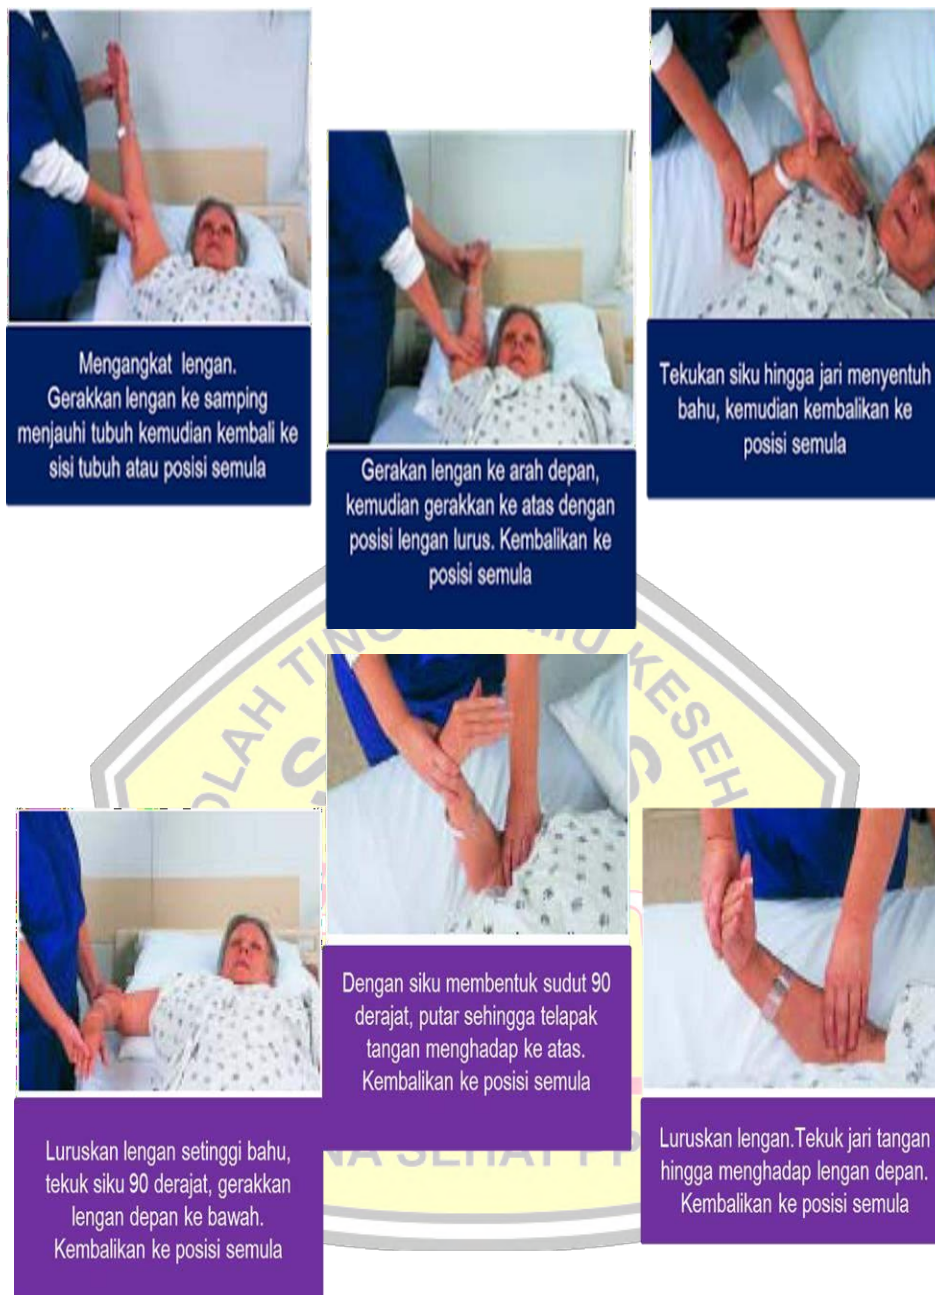 Mengangkat lengan.
Gerakkan lengan ke samping
menjauhi tubuh kemudian kembali ke
sisi tubuh atau posisi semula
Gerakan lengan ke arah depan,
kemudian gerakkan ke atas dengan
posisi lengan lurus. Kembalikan ke
posisi semula
Tekukan siku hingga jari menyentuh
bahu, kemudian kembalikan ke
posisi semula
Luruskan lengan setinggi bahu,
tekuk siku 90 derajat, gerakkan
lengan depan ke bawah.
Kembalikan ke posisi semula
Dengan siku membentuk sudut 90
derajat, putar sehingga telapak
tangan menghadap ke atas.
Kembalikan ke posisi semula
Luruskan lengan.Tekuk jari tangan
hingga menghadap lengan depan.
Kembalikan ke posisi semula